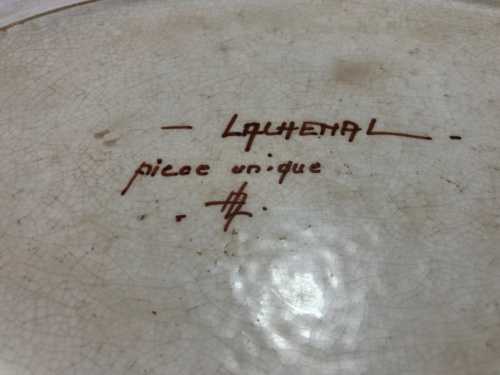 - LACHENAL -
piece unique